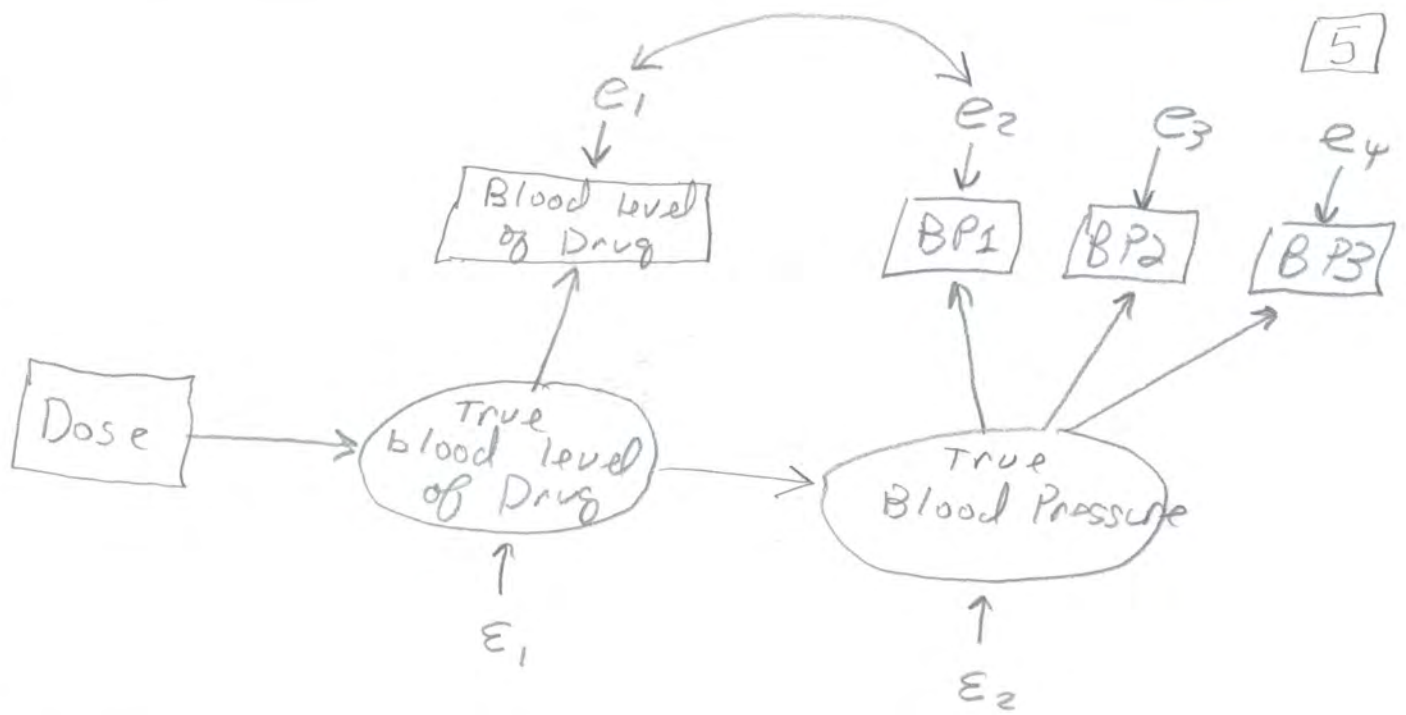 5
e₁
e₂
e₃
e₄
Blood Level
of Drug
BP1
BP2
BP3
Dose
True
blood level
of Drug
True
Blood Pressure
ε₁
ε₂